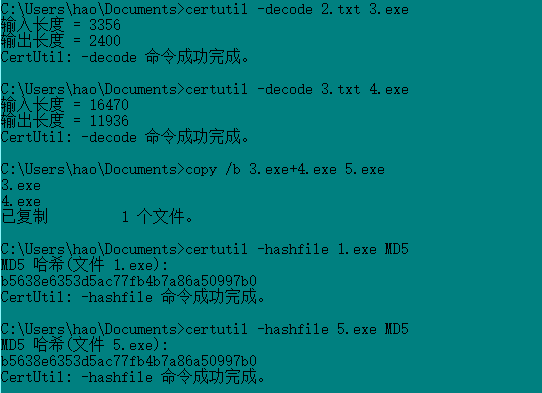 C:\Users\hao\Documents>certutil -decode 2.txt 3.exe
输入长度 = 3356
输出长度 = 2400
CertUtil: -decode 命令成功完成。
C:\Users\hao\Documents>certutil -decode 3.txt 4.exe
输入长度 = 16470
输出长度 = 11936
CertUtil: -decode 命令成功完成。
C:\Users\hao\Documents>copy /b 3.exe+4.exe 5.exe
3.exe
4.exe
已复制         1 个文件。
C:\Users\hao\Documents>certutil -hashfile 1.exe MD5
MD5 哈希(文件 1.exe):
b5638e6353d5ac77fb4b7a86a50997b0
CertUtil: -hashfile 命令成功完成。
C:\Users\hao\Documents>certutil -hashfile 5.exe MD5
MD5 哈希(文件 5.exe):
b5638e6353d5ac77fb4b7a86a50997b0
CertUtil: -hashfile 命令成功完成。